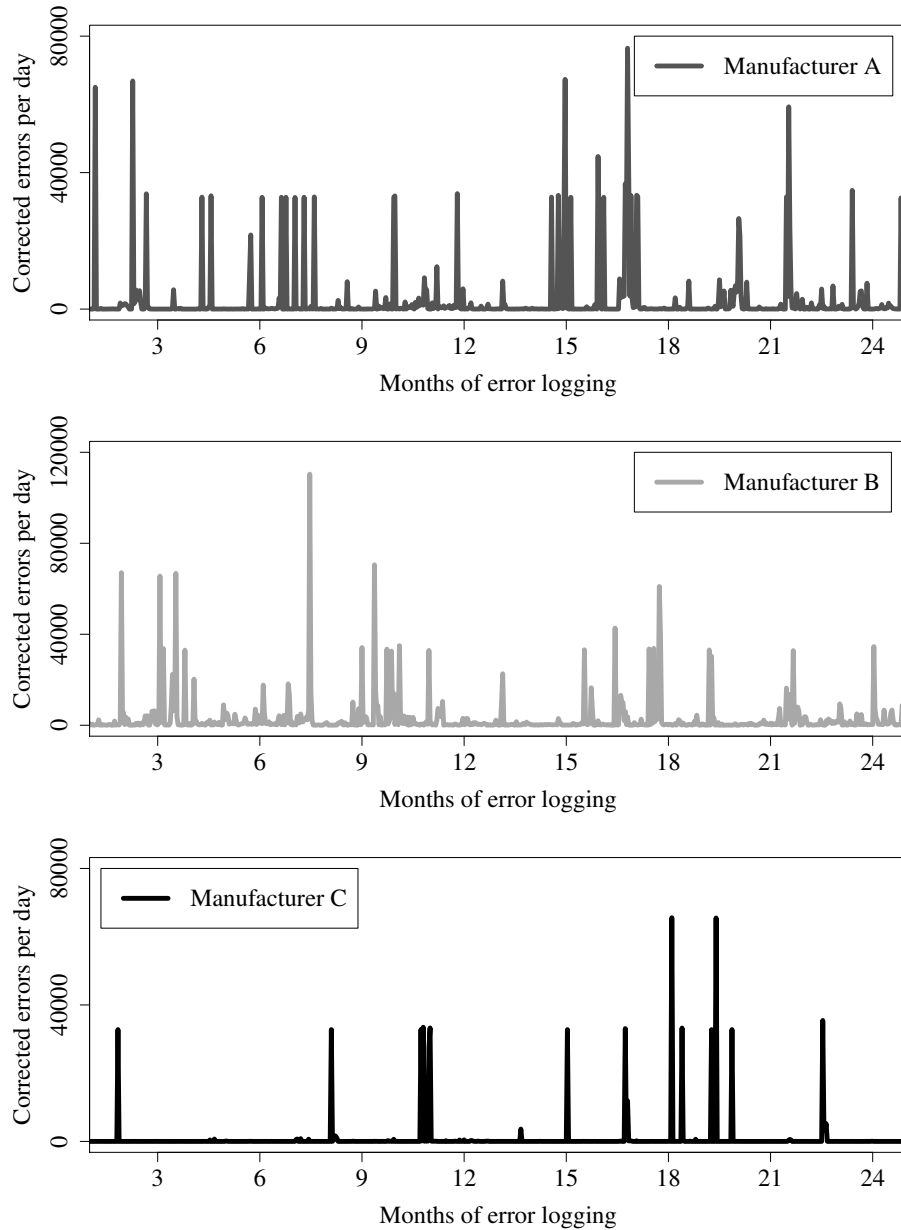 Corrected errors per day
80000
40000
0
Manufacturer A
3 6 9 12 15 18 21 24
Months of error logging
Corrected errors per day
120000
80000
40000
0
Manufacturer B
3 6 9 12 15 18 21 24
Months of error logging
Corrected errors per day
80000
40000
0
Manufacturer C
3 6 9 12 15 18 21 24
Months of error logging